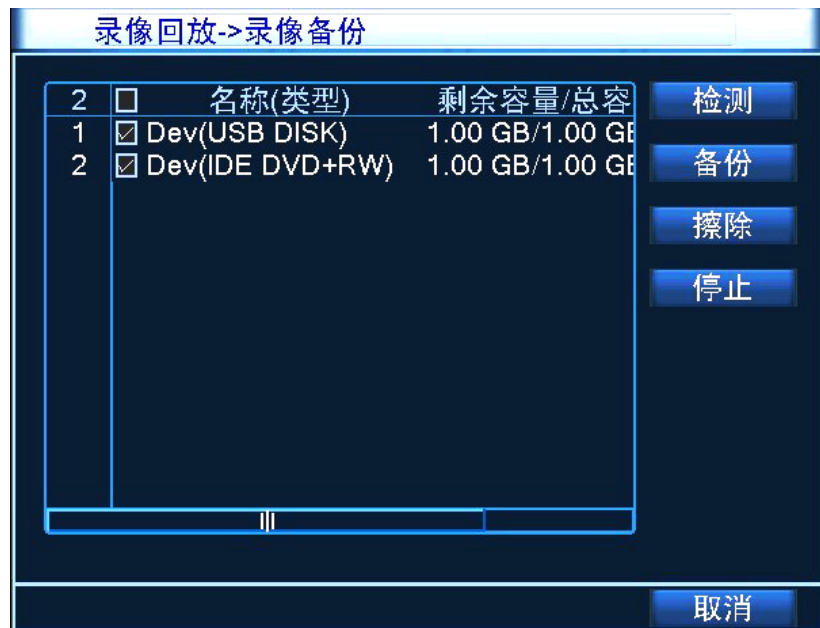 录像回放->录像备份
2 名称(类型) 剩余容量/总容
1 Dev(USB DISK) 1.00 GB/1.00 GB
2 Dev(IDE DVD+RW) 1.00 GB/1.00 GB
检测
备份
擦除
停止
取消